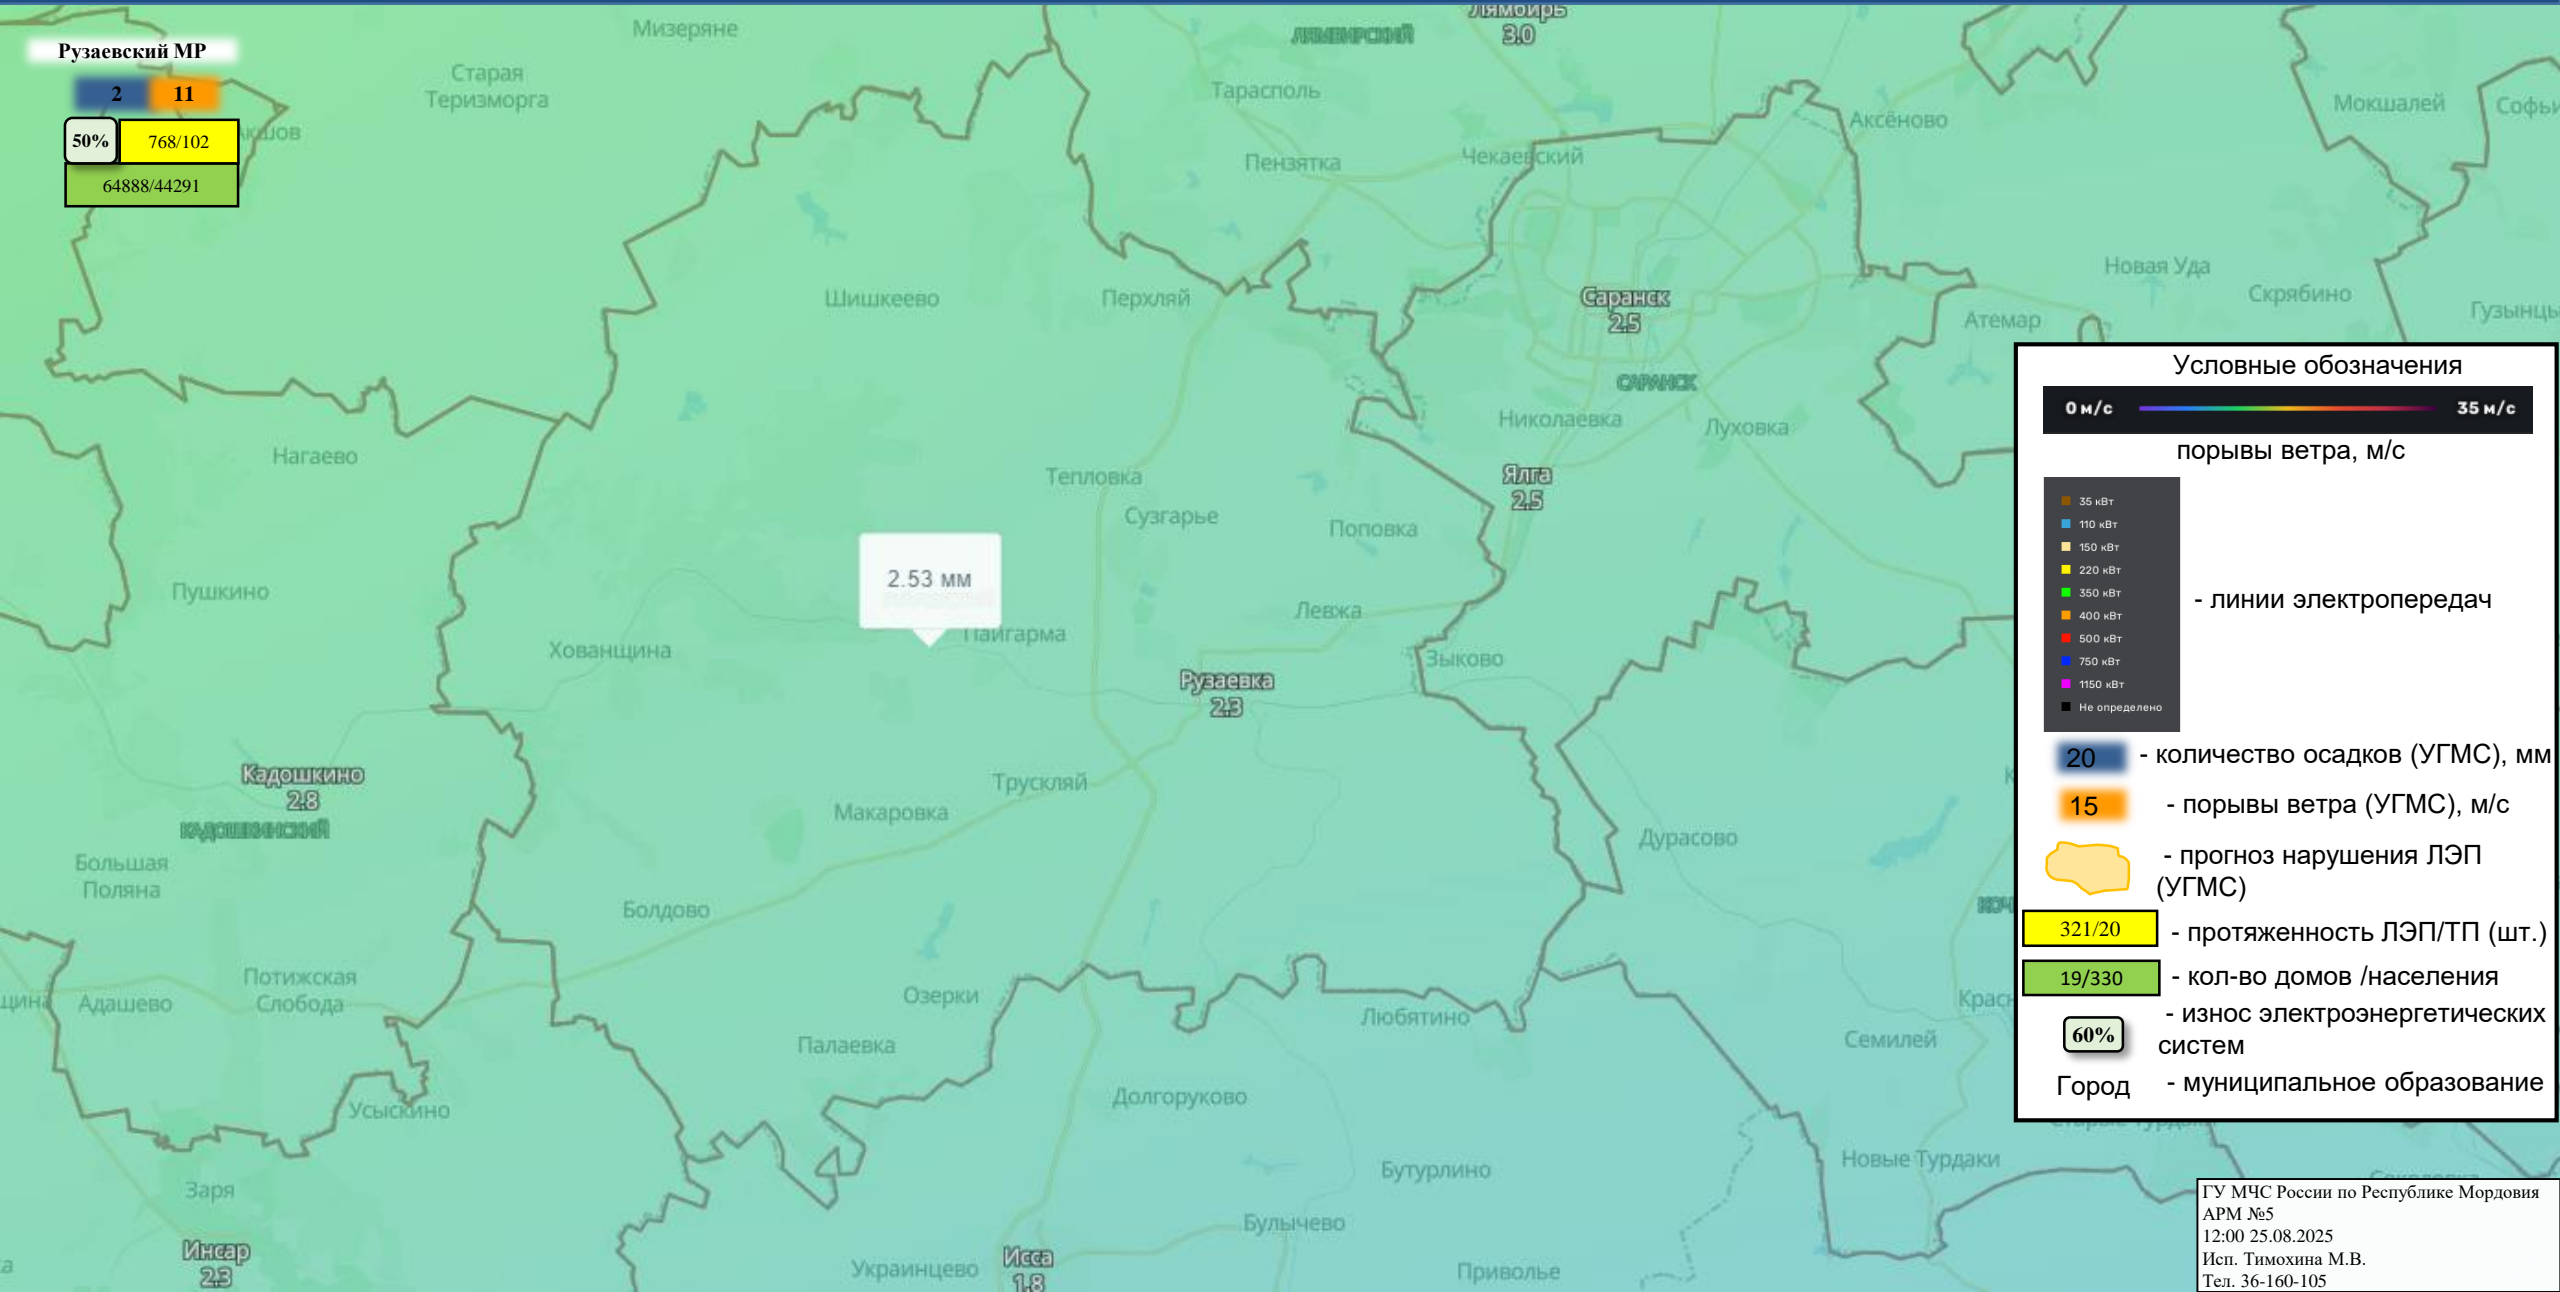 Рузаевский МР
2 11
50% 768/102
64888/44291
Мизеряне
Старая
Теризморга
Лямбирь
3.0
ЛЯМБИРСКИЙ
Тарасполь
Пензятка
Чекаевский
Аксёново
Мокшалей
Новая Уда
Скрябино
Атемар
Шишкеево
Перхляй
Саранск
2.5
САРАНСК
Николаевка
Луховка
Нагаево
Тепловка
Ялга
2.5
Сузгарье
Поповка
2.53 мм
Пушкино
Левжа
Пайгарма
Хованщина
Зыково
Рузаевка
2.3
Кадошкино
2.8
КАДОШКИНСКИЙ
Трускляй
Макаровка
Дурасово
Большая
Поляна
Болдово
Потижская
Слобода
Адашево
Озерки
Любятино
Семилей
Палаевка
Усыскино
Долгоруково
Новые Турдаки
Бутурлино
Заря
Булычево
Инсар
2.3
Украинцево
Исса
1.8
Приволье
Условные обозначения
0 м/с 35 м/с
порывы ветра, м/с
35 кВт
110 кВт
150 кВт
220 кВт
350 кВт
400 кВт
500 кВт
750 кВт
1150 кВт
Не определено
- линии электропередач
20 - количество осадков (УГМС), мм
15 - порывы ветра (УГМС), м/с
- прогноз нарушения ЛЭП
(УГМС)
321/20 - протяженность ЛЭП/ТП (шт.)
19/330 - кол-во домов /населения
60% - износ электроэнергетических
систем
Город - муниципальное образование
ГУ МЧС России по Республике Мордовия
АРМ №5
12:00 25.08.2025
Исп. Тимохина М.В.
Тел. 36-160-105